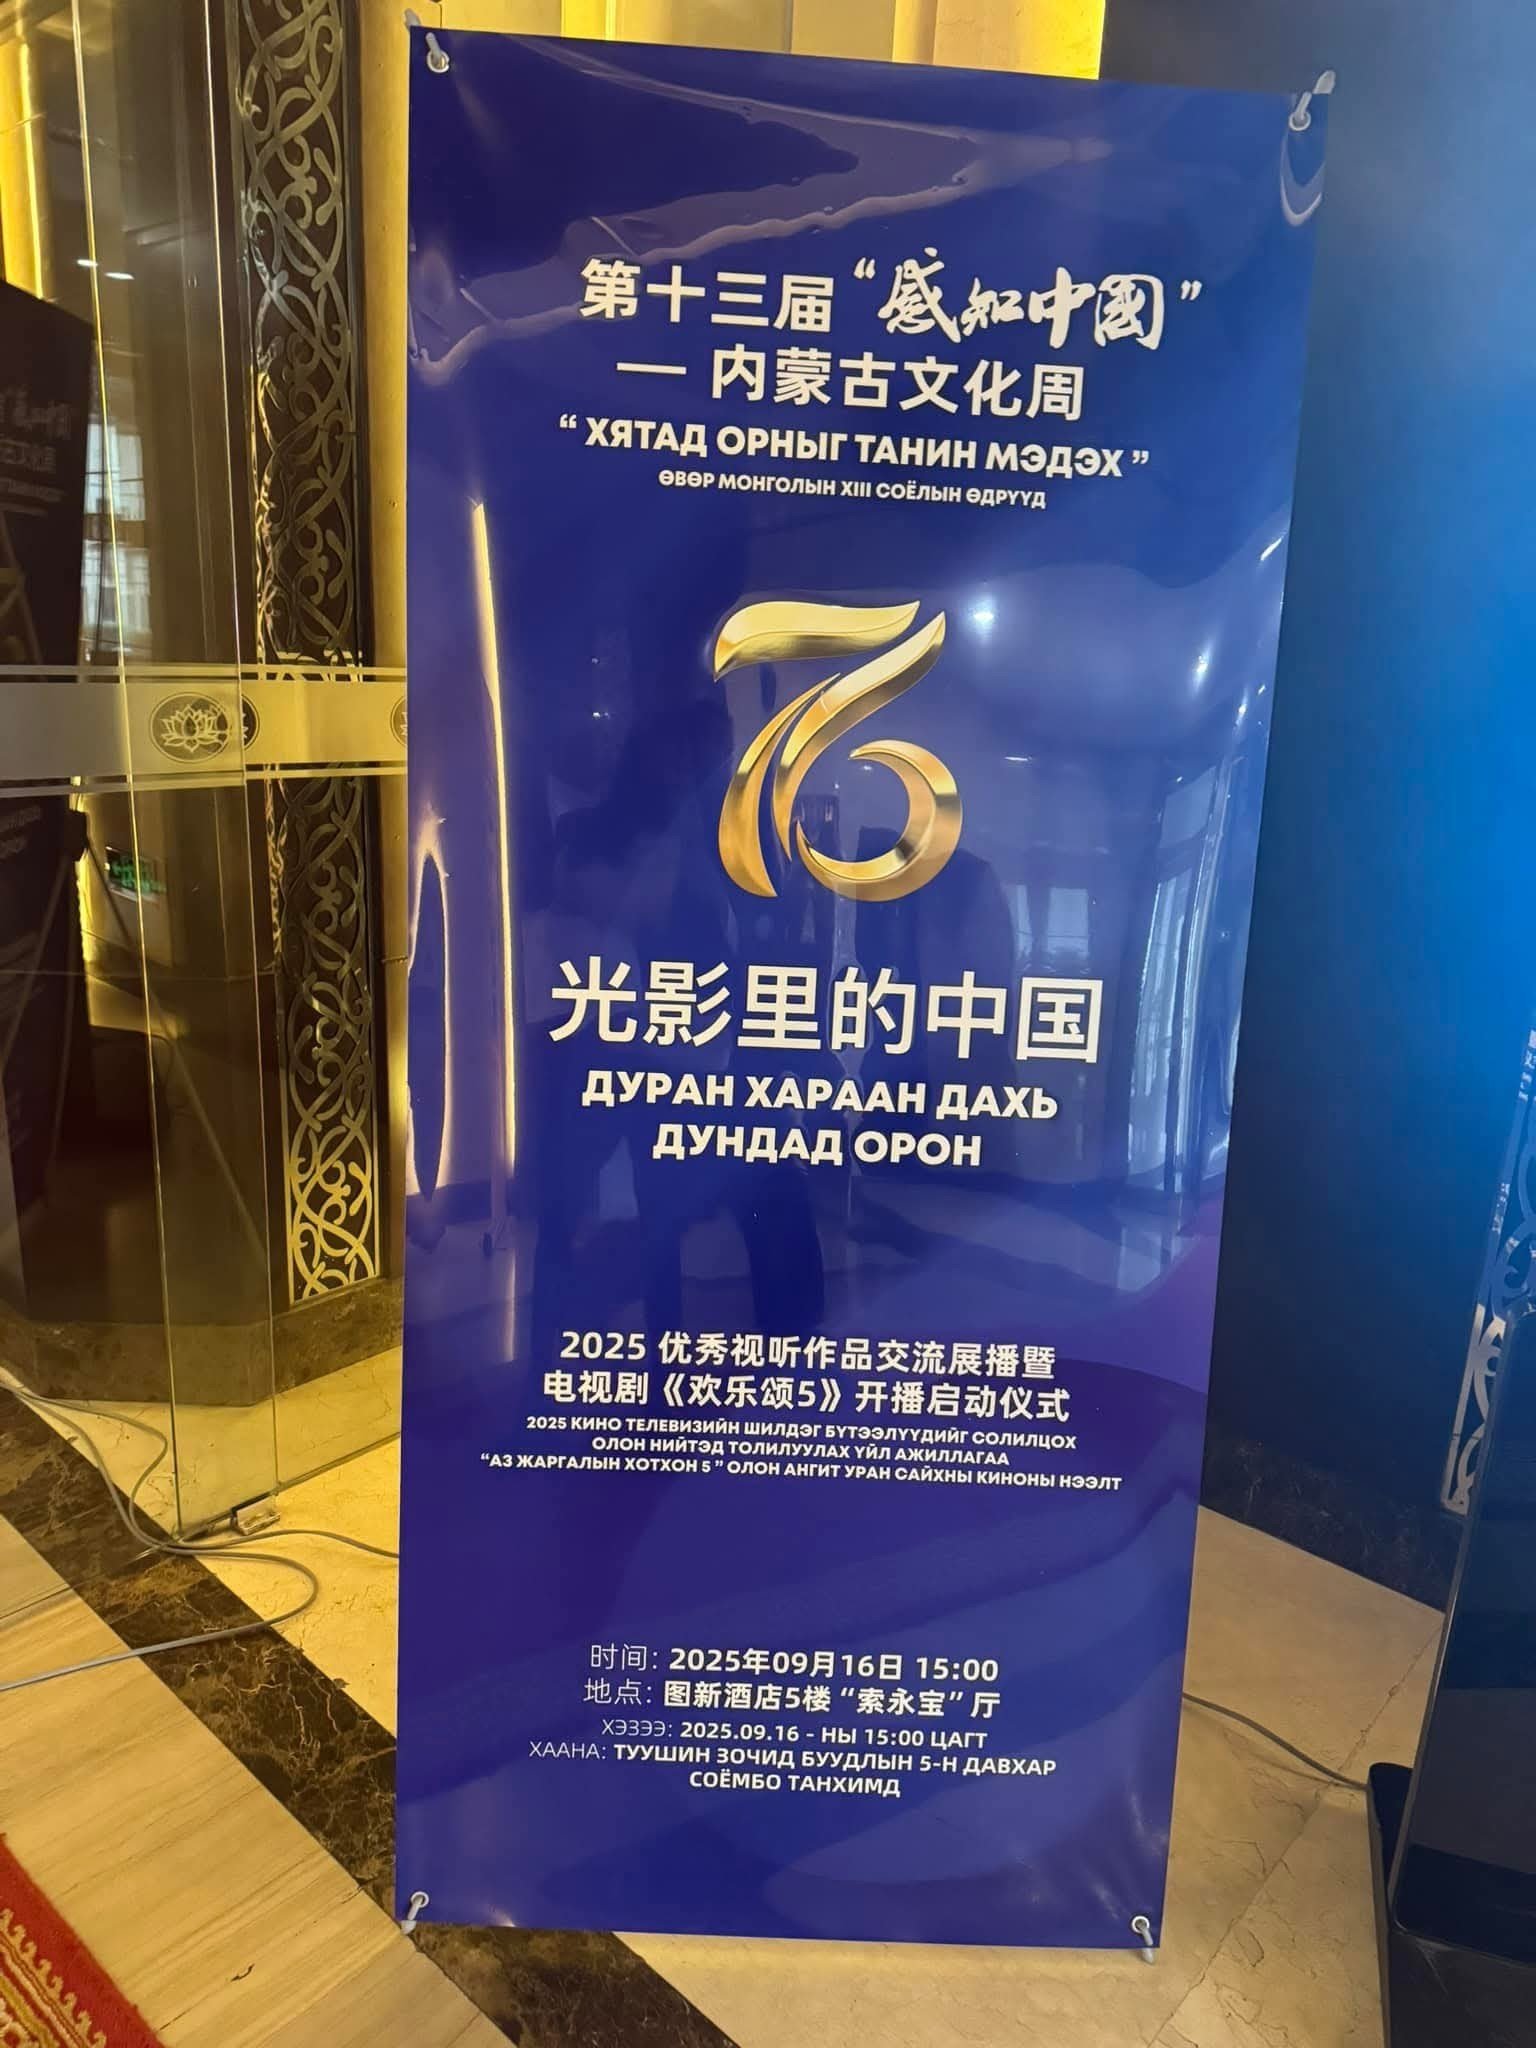 第十三届“感知中國”
— 内蒙古文化周
“ ХЯТАД ОРНЫГ ТАНИН МЭДЭХ ”
ӨВӨР МОНГОЛЫН XIII СОЁЛЫН ӨДРҮҮД
76
光影里的中国
ДУРАН ХАРААН ДАХЬ
ДУНДАД ОРОН
2025 优秀视听作品交流展播暨
电视剧《欢乐颂5》开播启动仪式
2025 КИНО ТЕЛЕВИЗИЙН ШИЛДЭГ БҮТЭЭЛҮҮДИЙГ СОЛИЛЦОХ
ОЛОН НИЙТЭД ТОЛИЛУУЛАХ ҮЙЛ АЖИЛЛАГАА
“АЗ ЖАРГАЛЫН ХОТХОН 5 ” ОЛОН АНГИТ УРАН САЙХНЫ КИНОНЫ НЭЭЛТ
时间: 2025年09月16日 15:00
地点: 图新酒店5楼“索永宝”厅
ХЭЗЭЭ: 2025.09.16 - НЫ 15:00 ЦАГТ
ХААНА: ТУУШИН ЗОЧИД БУУДЛЫН 5-Н ДАВХАР
СОЁМБО ТАНХИМД